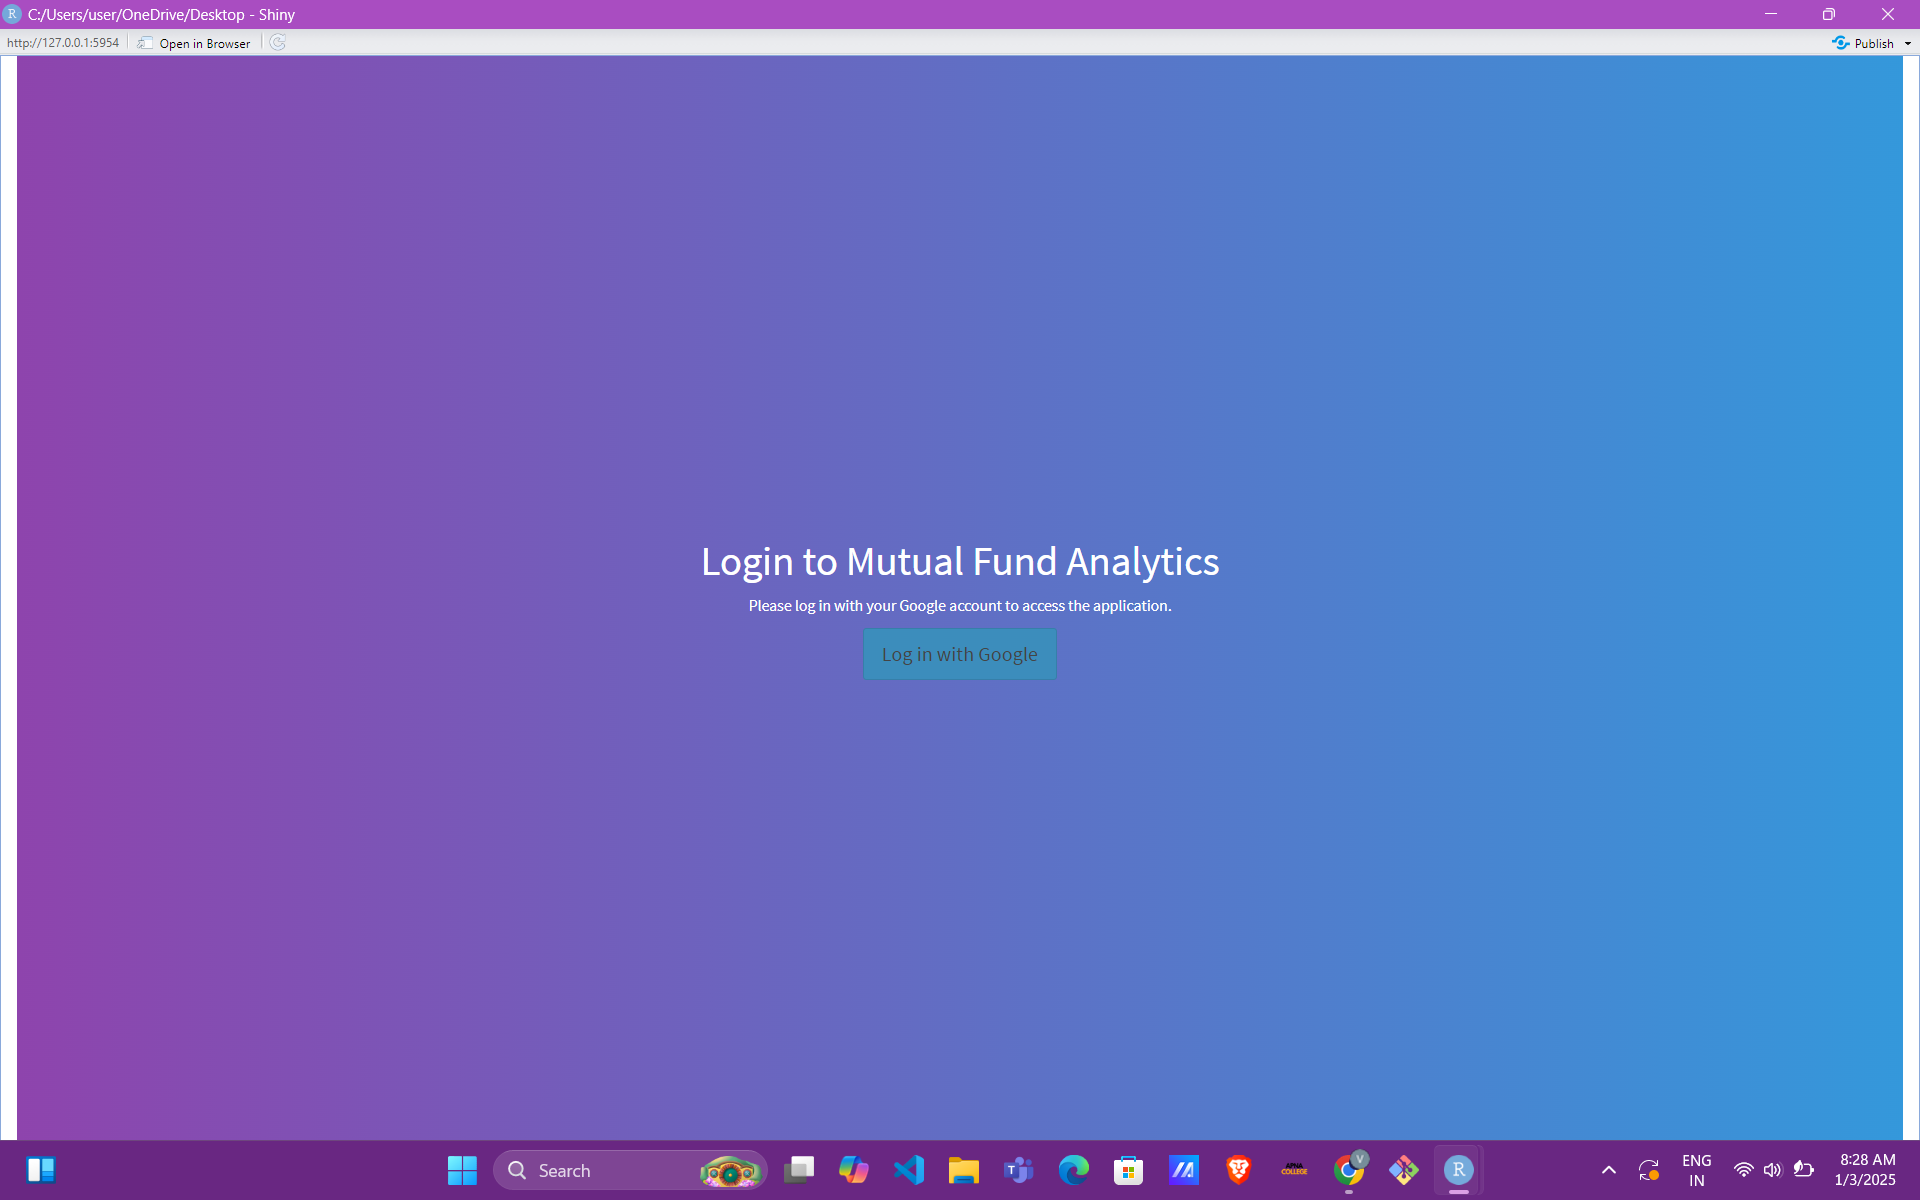 C:/Users/user/OneDrive/Desktop - Shiny
http://127.0.0.1:5954 Open in Browser Publish
Login to Mutual Fund Analytics
Please log in with your Google account to access the application.
Log in with Google
Search
APNA
COLLEGE
V
R
ENG
IN
8:28 AM
1/3/2025